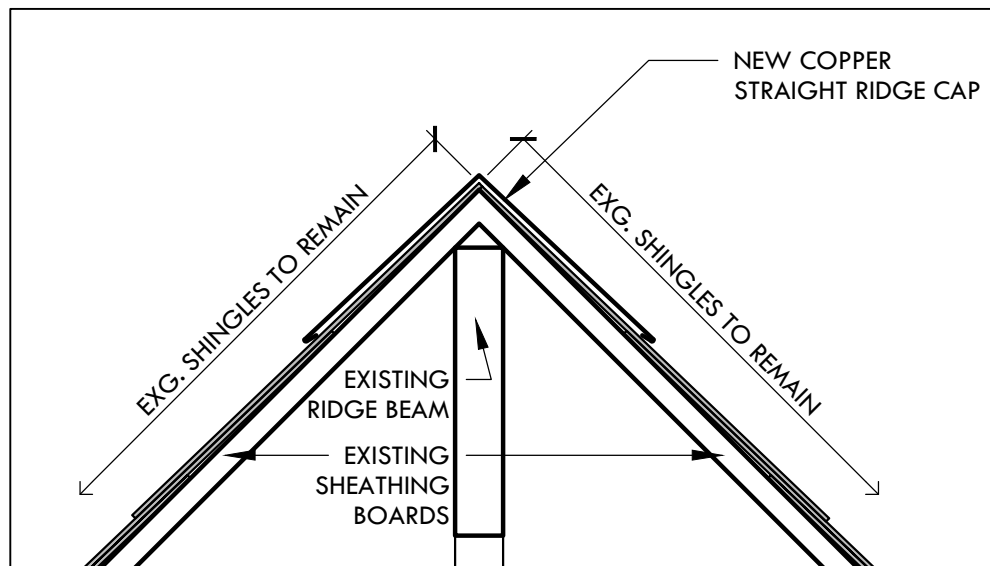 NEW COPPER
STRAIGHT RIDGE CAP
EXG. SHINGLES TO REMAIN
EXG. SHINGLES TO REMAIN
EXISTING
RIDGE BEAM
EXISTING
SHEATHING
BOARDS